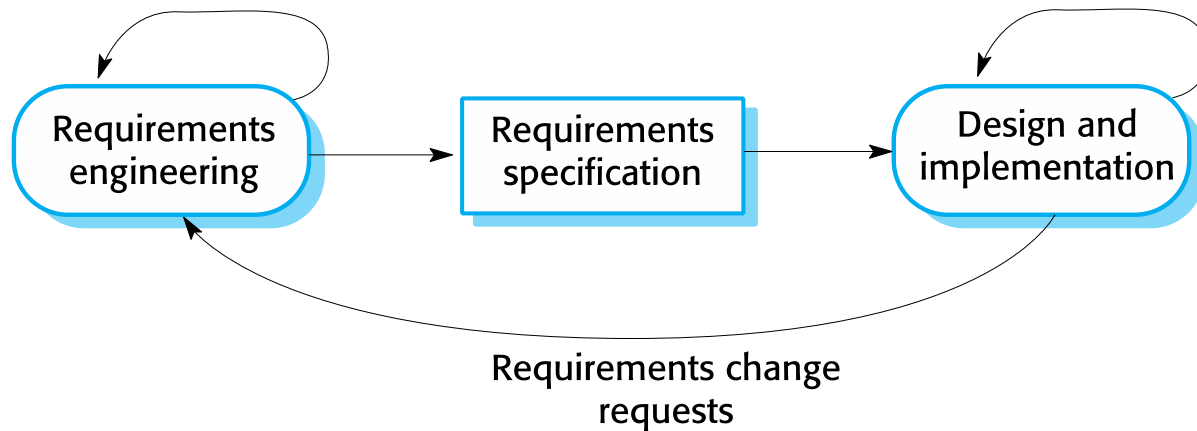 Requirements
engineering
Requirements
specification
Design and
implementation
Requirements change
requests